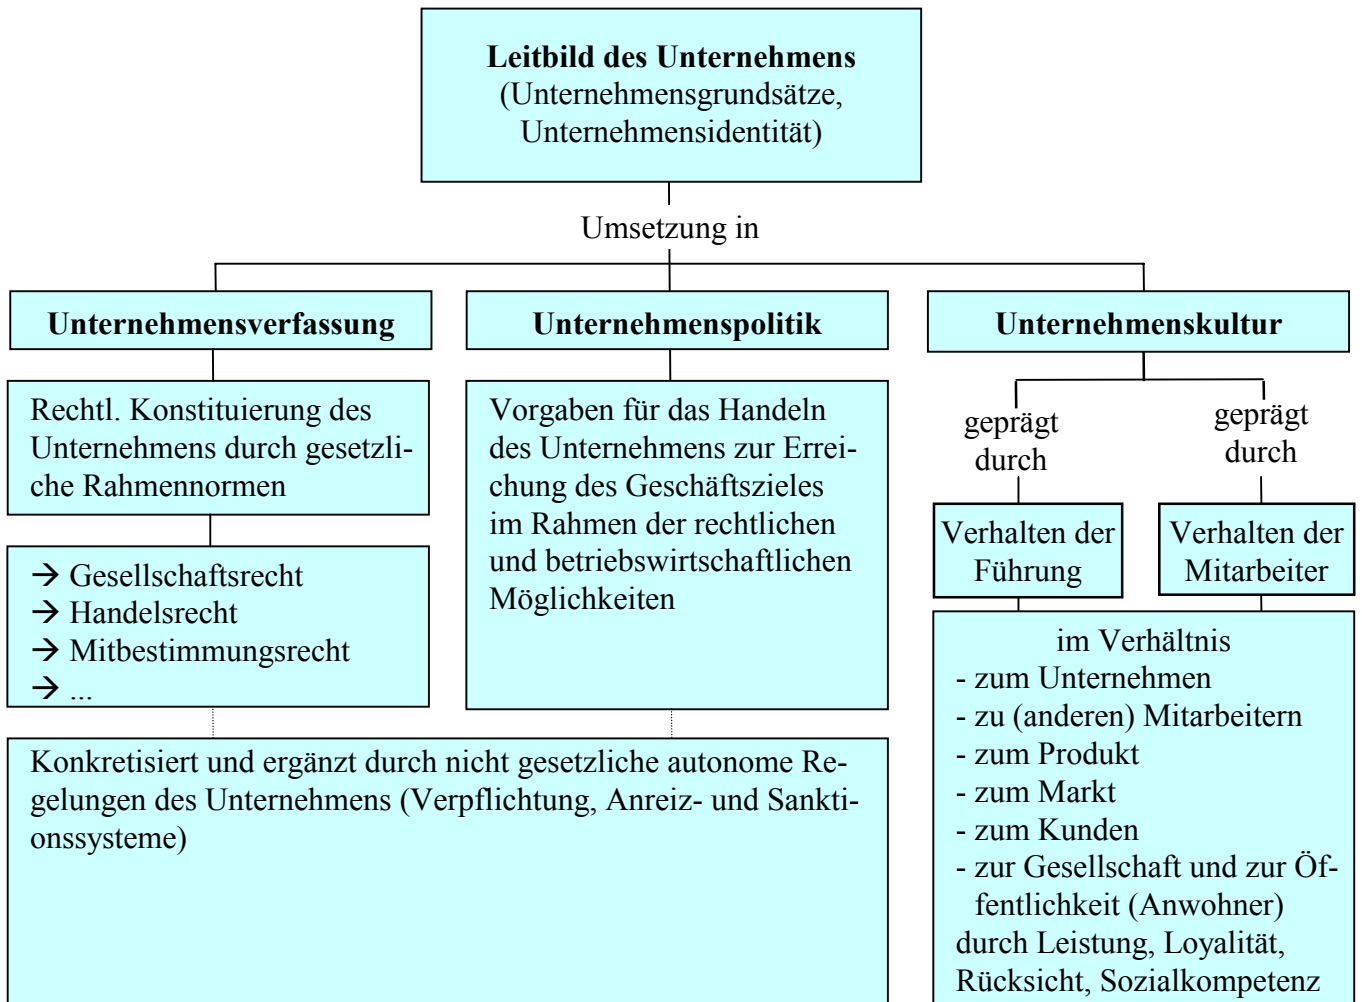 Leitbild des Unternehmens
(Unternehmensgrundsätze,
Unternehmensidentität)
Umsetzung in
Unternehmensverfassung
Rechtl. Konstituierung des
Unternehmens durch gesetzli-
che Rahmennormen
→ Gesellschaftsrecht
→ Handelsrecht
→ Mitbestimmungsrecht
→ ...
Unternehmenspolitik
Vorgaben für das Handeln
des Unternehmens zur Errei-
chung des Geschäftszieles
im Rahmen der rechtlichen
und betriebswirtschaftlichen
Möglichkeiten
Konkretisiert und ergänzt durch nicht gesetzliche autonome Re-
gelungen des Unternehmens (Verpflichtung, Anreiz- und Sankti-
onssysteme)
Unternehmenskultur
geprägt
durch
Verhalten der
Führung
geprägt
durch
Verhalten der
Mitarbeiter
im Verhältnis
- zum Unternehmen
- zu (anderen) Mitarbeitern
- zum Produkt
- zum Markt
- zum Kunden
- zur Gesellschaft und zur Öf-
fentlichkeit (Anwohner)
durch Leistung, Loyalität,
Rücksicht, Sozialkompetenz